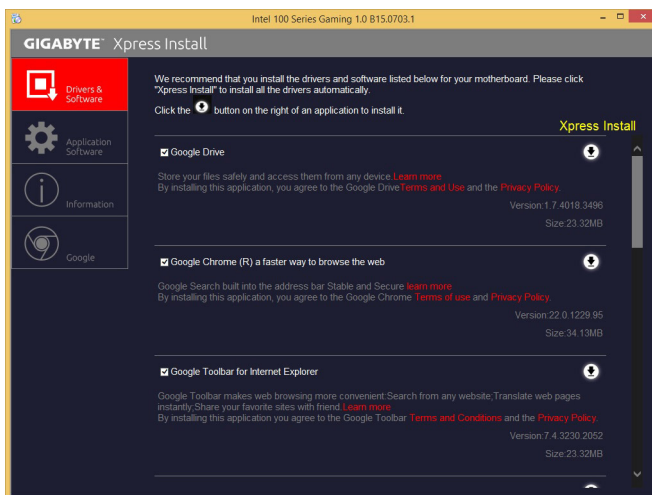 Intel 100 Series Gaming 1.0 B15.0703.1
GIGABYTE™ Xpress Install
Drivers &
Software
Application
Software
Information
Google
We recommend that you install the drivers and software listed below for your motherboard. Please click
"Xpress Install" to install all the drivers automatically.
Click the button on the right of an application to install it.
Xpress Install
Google Drive
Store your files safely and access them from any device.Learn more
By installing this application, you agree to the Google DriveTerms and Use and the Privacy Policy.
Version:1.7.4018.3496
Size:23.32MB
Google Chrome (R) a faster way to browse the web
Google Search built into the address bar Stable and Secure learn more
By installing this application, you agree to the Google Chrome Terms of use and Privacy Policy.
Version:22.0.1229.95
Size:34.13MB
Google Toolbar for Internet Explorer
Google Toolbar makes web browsing more convenient:Search from any website;Translate web pages
instantly;Share your favorite sites with friend.Learn more
By installing this application you agree to the Google Toolbar Terms and Conditions and the Privacy Policy.
Version:7.4.3230.2052
Size:23.32MB